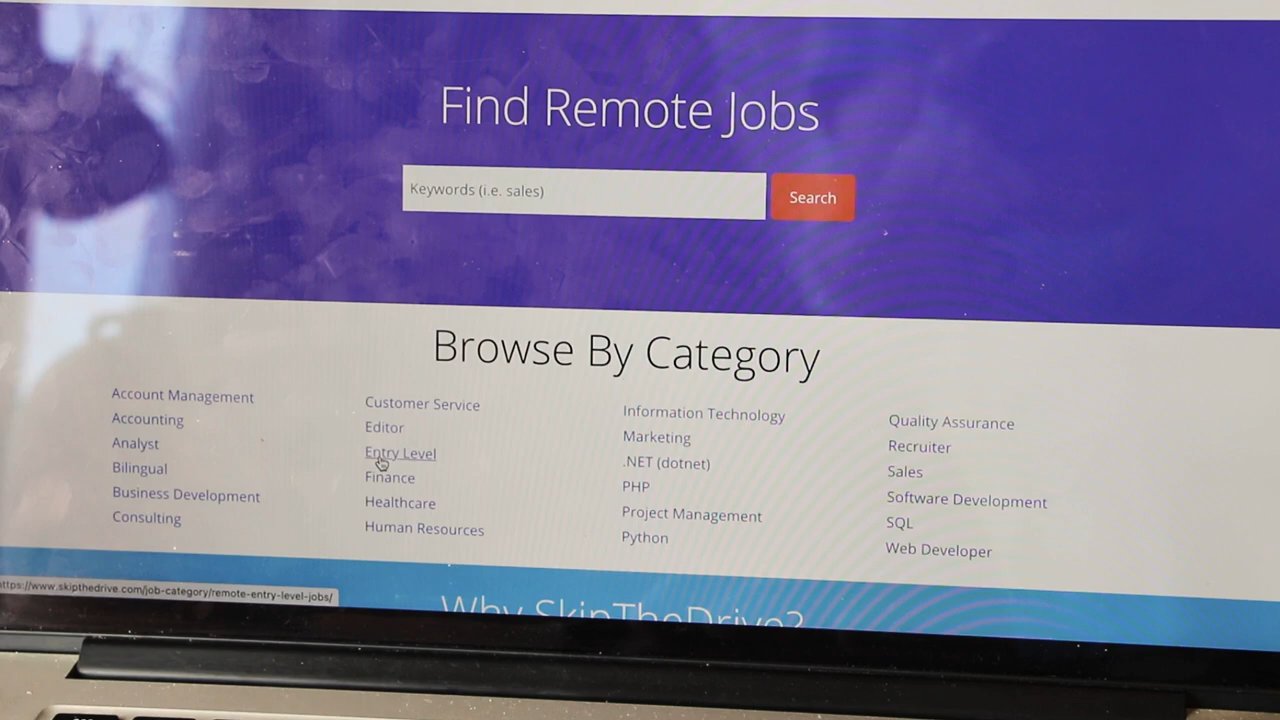 Find Remote Jobs
Keywords (i.e. sales)
Search
Browse By Category
Account Management
Accounting
Analyst
Bilingual
Business Development
Consulting
Customer Service
Editor
Entry Level
Finance
Healthcare
Human Resources
Information Technology
Marketing
.NET (dotnet)
PHP
Project Management
Python
Quality Assurance
Recruiter
Sales
Software Development
SQL
Web Developer
https://www.skipthedrive.com/job-category/remote-entry-level-jobs/
Why SkipTheDrive?